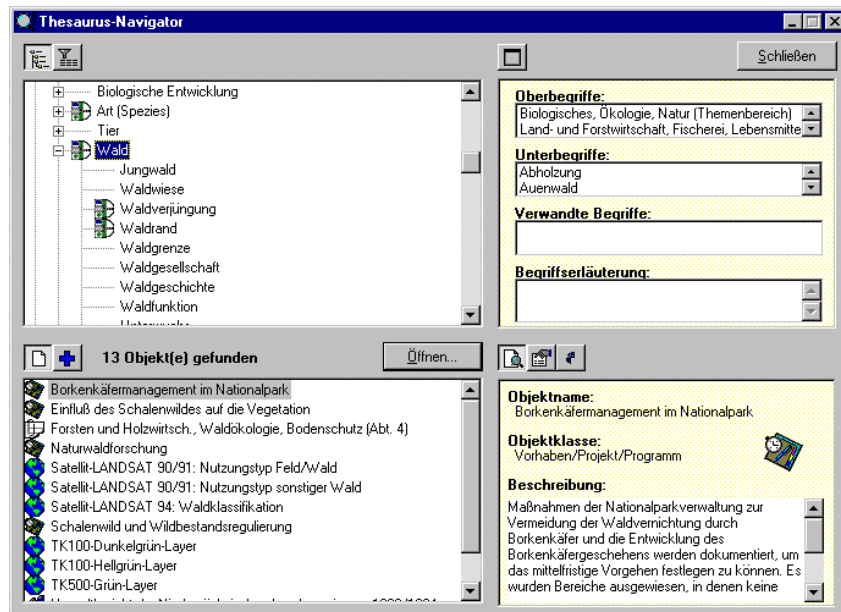 Thesaurus-Navigator
Schließen
Biologische Entwicklung
Art (Spezies)
Tier
Wald
Jungwald
Waldwiese
Waldverjüngung
Waldrand
Waldgrenze
Waldgesellschaft
Waldgeschichte
Waldfunktion
Oberbegriffe:
Biologisches, Ökologie, Natur (Themenbereich)
Land- und Forstwirtschaft, Fischerei, Lebensmitte
Unterbegriffe:
Abholzung
Auenwald
Verwandte Begriffe:
Begriffserläuterung:
13 Objekt(e) gefunden
Öffnen...
Borkenkäfermanagement im Nationalpark
Einfluß des Schalenwildes auf die Vegetation
Forsten und Holzwirtsch., Waldökologie, Bodenschutz (Abt. 4)
Naturwaldforschung
Satellit-LANDSAT 90/91: Nutzungstyp Feld/Wald
Satellit-LANDSAT 90/91: Nutzungstyp sonstiger Wald
Satellit-LANDSAT 94: Waldklassifikation
Schalenwild und Wildbestandsregulierung
TK100-Dunkelgrün-Layer
TK100-Hellgrün-Layer
TK500-Grün-Layer
Objektname:
Borkenkäfermanagement im Nationalpark
Objektklasse:
Vorhaben/Projekt/Programm
Beschreibung:
Maßnahmen der Nationalparkverwaltung zur
Vermeidung der Waldvernichtung durch
Borkenkäfer und die Entwicklung des
Borkenkäfergeschehens werden dokumentiert, um
das mittelfristige Vorgehen festlegen zu können. Es
wurden Bereiche ausgewiesen, in denen keine